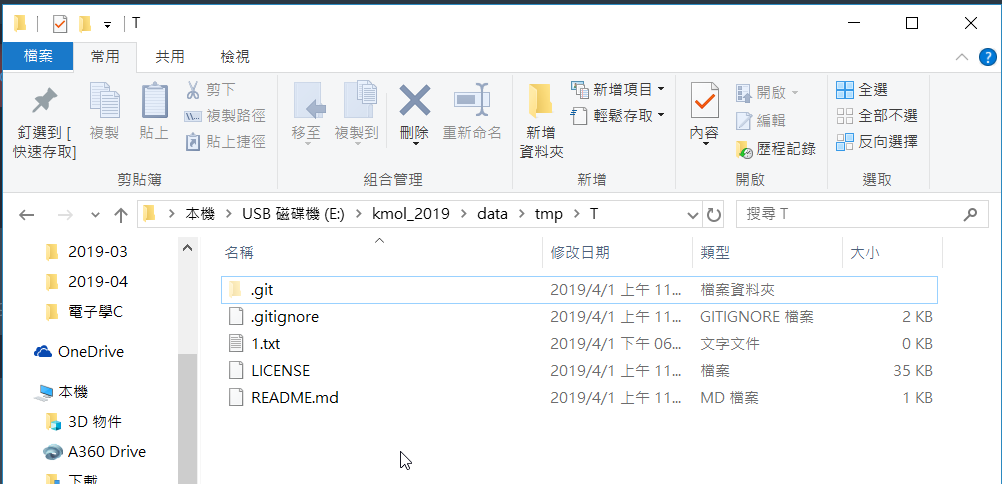 T
檔案 常用 共用 檢視
釘選到 [快速存取]
複製
貼上
剪下
複製路徑
貼上捷徑
剪貼簿
移至
複製到
刪除
重新命名
組合管理
新增資料夾
新增項目
輕鬆存取
新增
內容
開啟
編輯
歷程記錄
開啟
全選
全部不選
反向選擇
選取
本機 USB 磁碟機 (E:) kmol_2019 data tmp T
搜尋 T
2019-03
2019-04
電子學C
OneDrive
本機
3D 物件
A360 Drive
下載
名稱 修改日期 類型 大小
.git 2019/4/1 上午 11... 檔案資料夾
.gitignore 2019/4/1 上午 11... GITIGNORE 檔案 2 KB
1.txt 2019/4/1 下午 06... 文字文件 0 KB
LICENSE 2019/4/1 上午 11... 檔案 35 KB
README.md 2019/4/1 上午 11... MD 檔案 1 KB